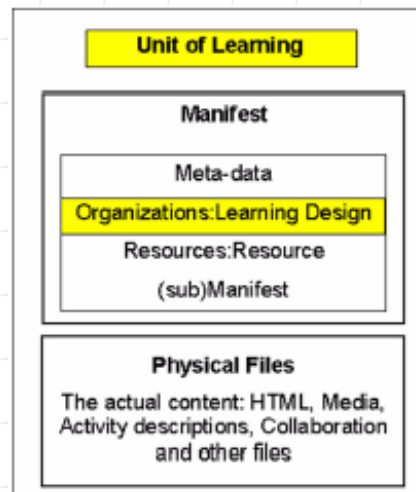 Unit of Learning
Manifest
Meta-data
Organizations:Learning Design
Resources:Resource
(sub)Manifest
Physical Files
The actual content: HTML, Media,
Activity descriptions, Collaboration
and other files